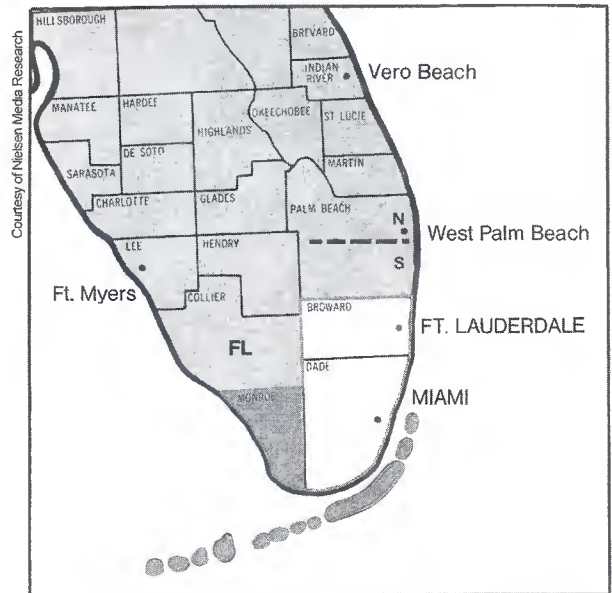 Courtesy of Nielsen Media Research
HILLSBOROUGH
BREVARD
INDIAN
RIVER
Vero Beach
MANATEE
HARDEE
OKEECHOBEE
ST LUCIE
HIGHLANDS
DE SOTO
MARTIN
SARASOTA
CHARLOTTE
GLADES
PALM BEACH
N
West Palm Beach
LEE
HENDRY
S
Ft. Myers
COLLIER
BROWARD
FT. LAUDERDALE
FL
DADE
MONROE
MIAMI